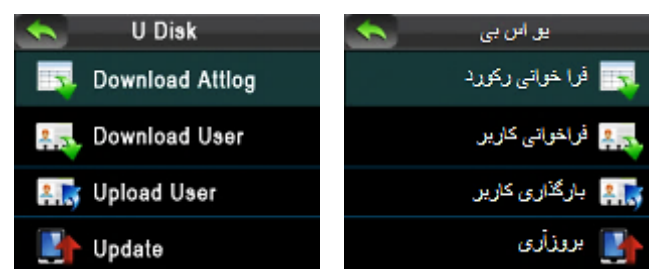 U Disk
Download Attlog
Download User
Upload User
Update
یو اس بی
فرا خوانی رکورد
فراخوانی کاربر
بارگذاری کاربر
بروزآری